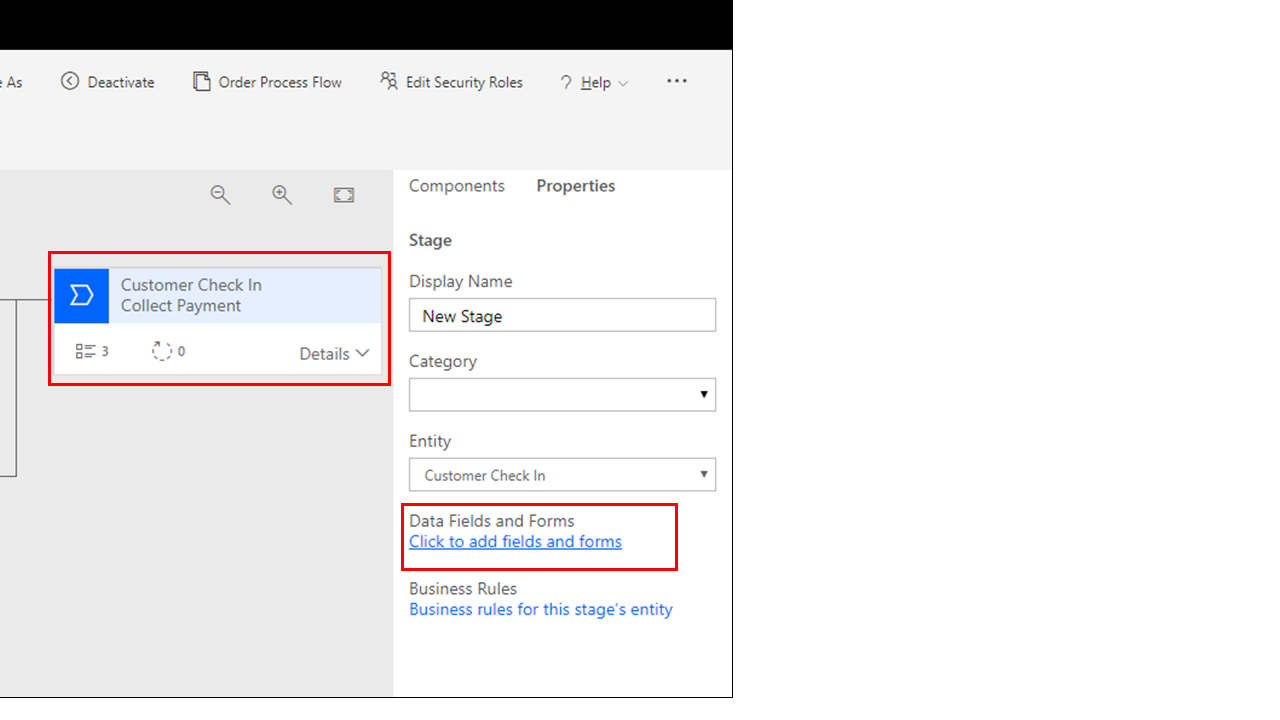 As
Deactivate
Order Process Flow
Edit Security Roles
? Help
...
Components
Properties
Stage
Display Name
New Stage
Category
Entity
Customer Check In
Data Fields and Forms
Click to add fields and forms
Business Rules
Business rules for this stage's entity
Customer Check In
Collect Payment
3
0
Details